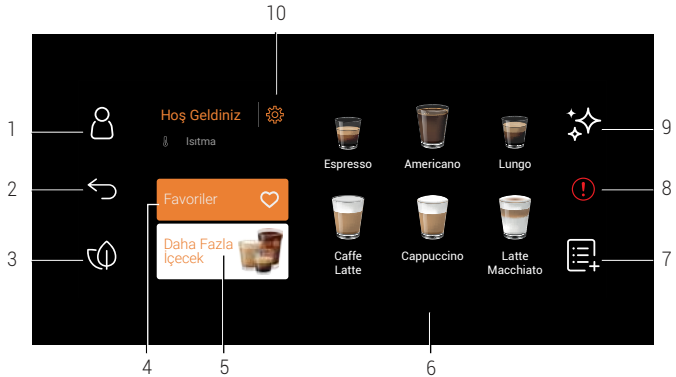 10
1
2
3
Hoş Geldiniz
Isıtma
Favoriler
Daha Fazla
İçecek
Espresso
Americano
Lungo
Caffe
Latte
Cappuccino
Latte
Macchiato
9
8
7
4
5
6